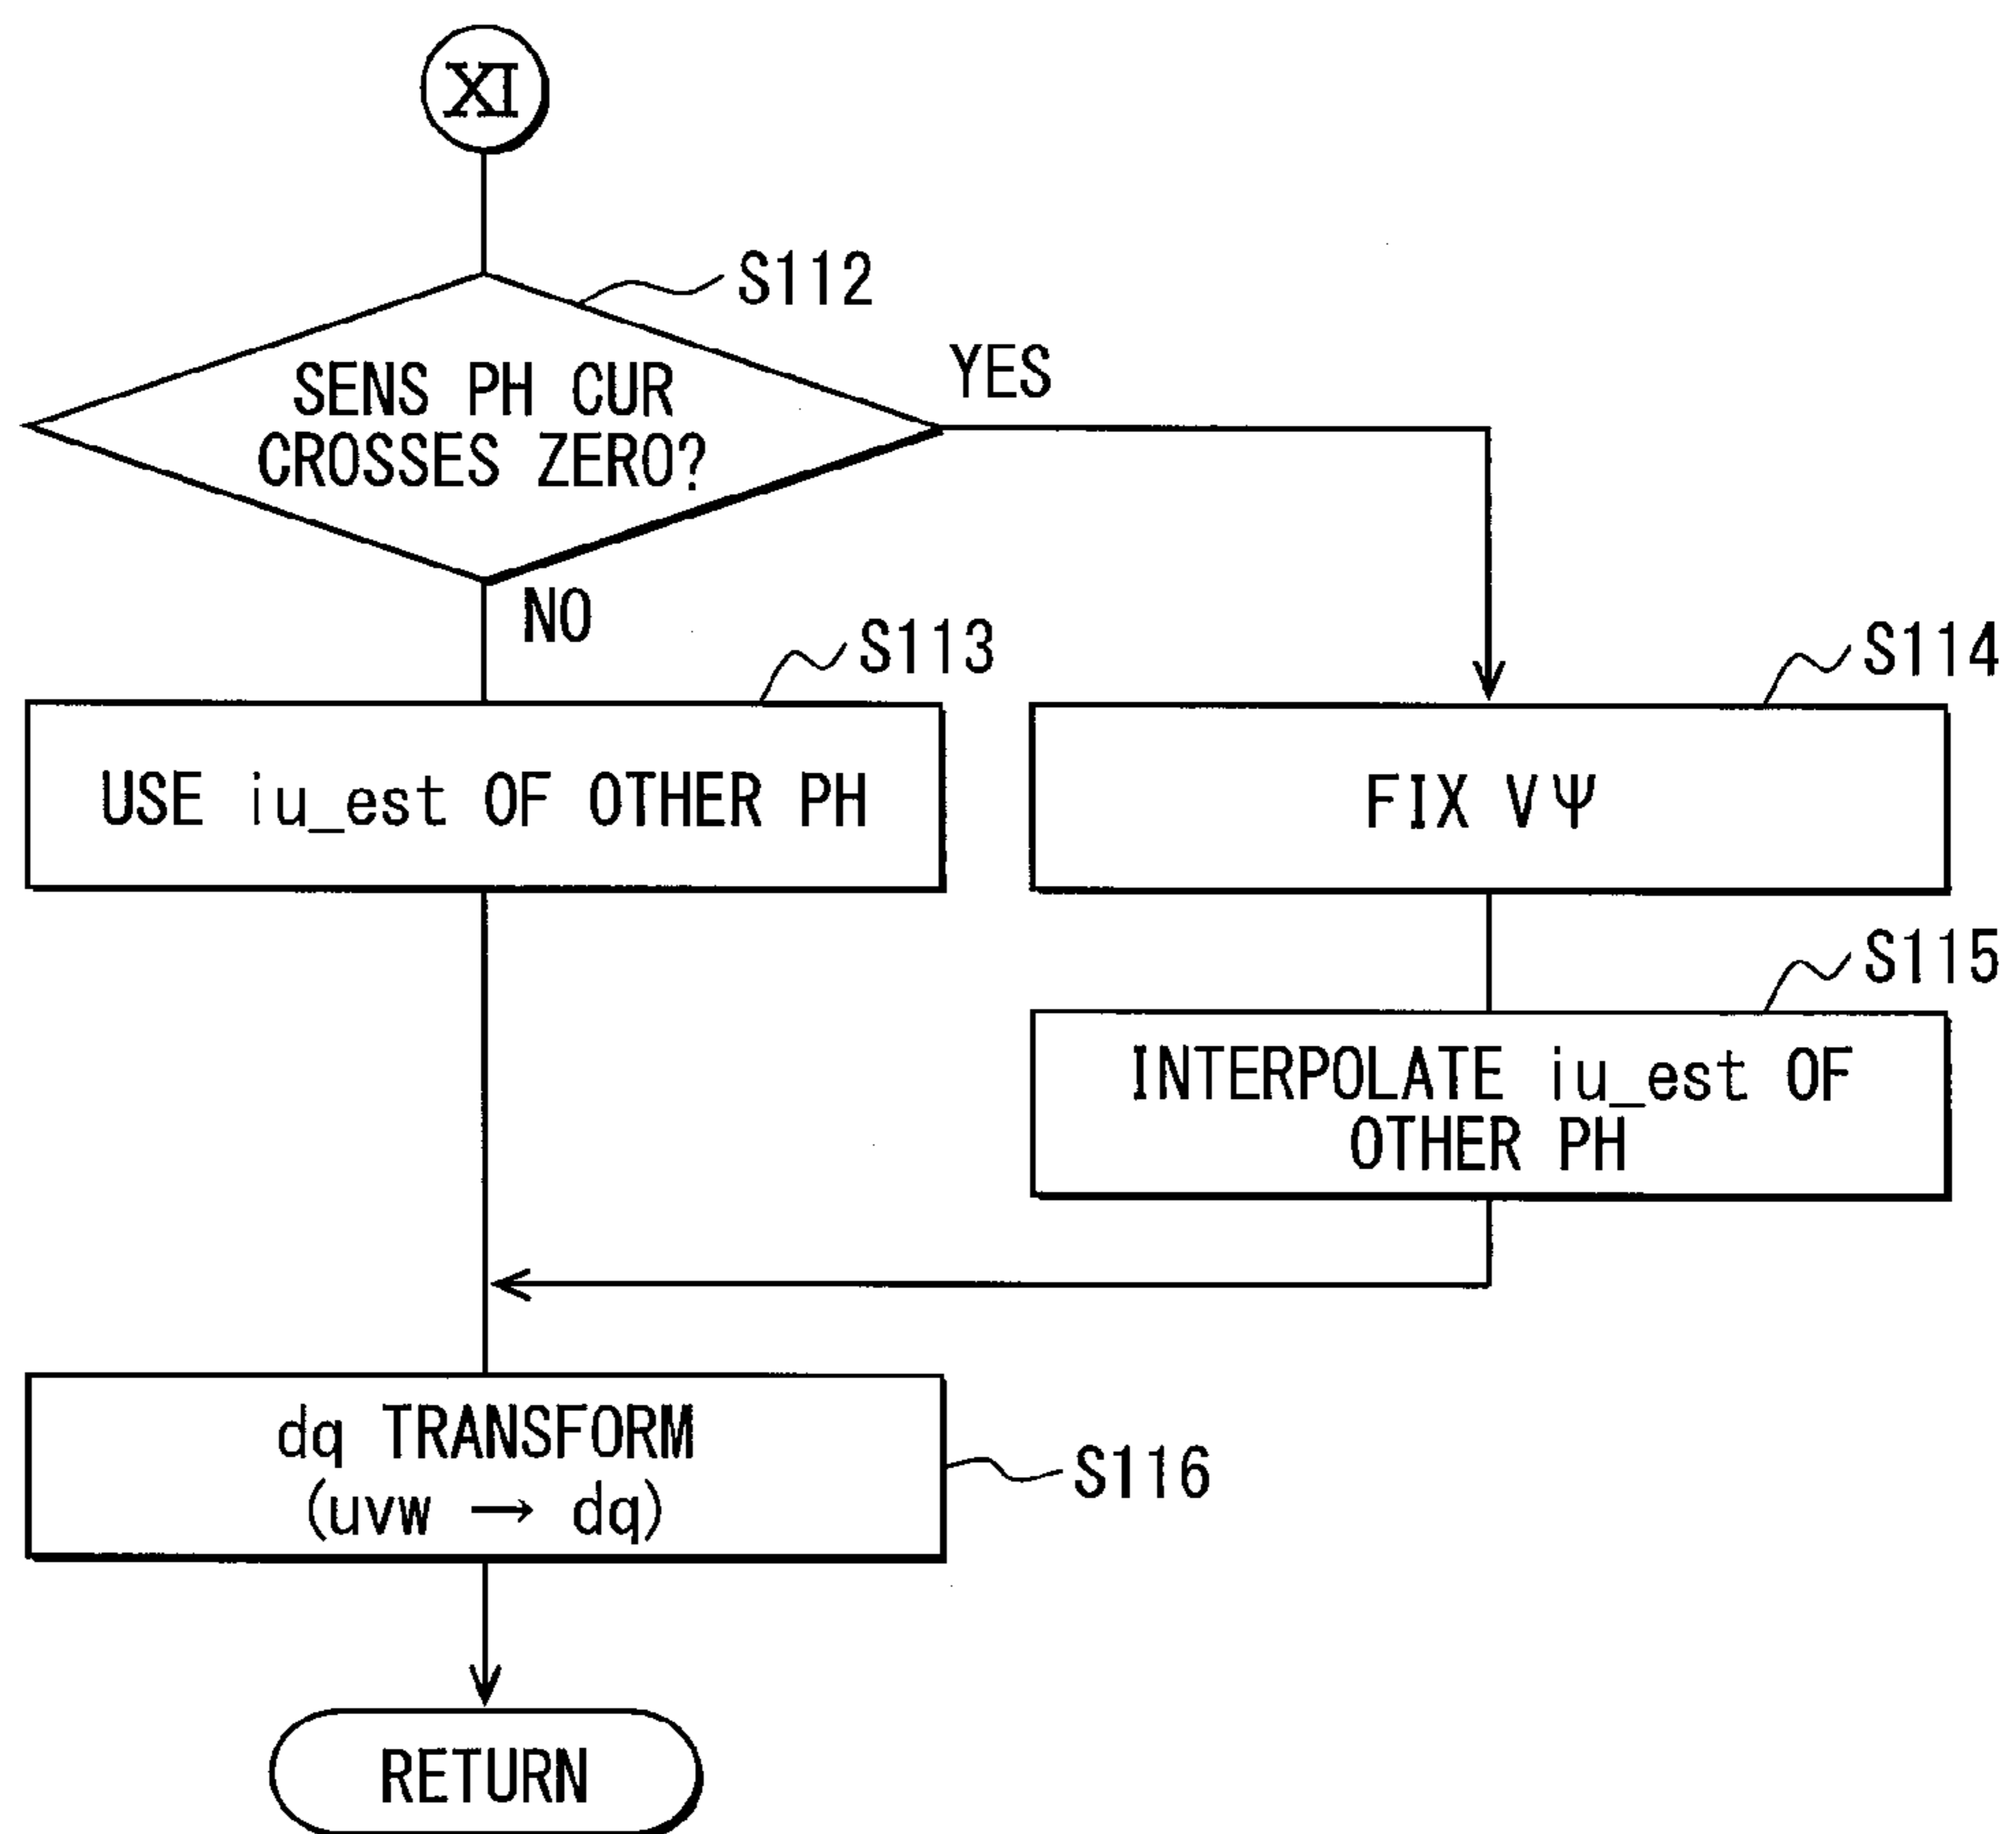 XI
S112
SENS PH CUR
CROSSES ZERO?
YES
NO
S113
USE iu_est OF OTHER PH
S114
FIX VΨ
S115
INTERPOLATE iu_est OF
OTHER PH
dq TRANSFORM
(uvw → dq)
S116
RETURN